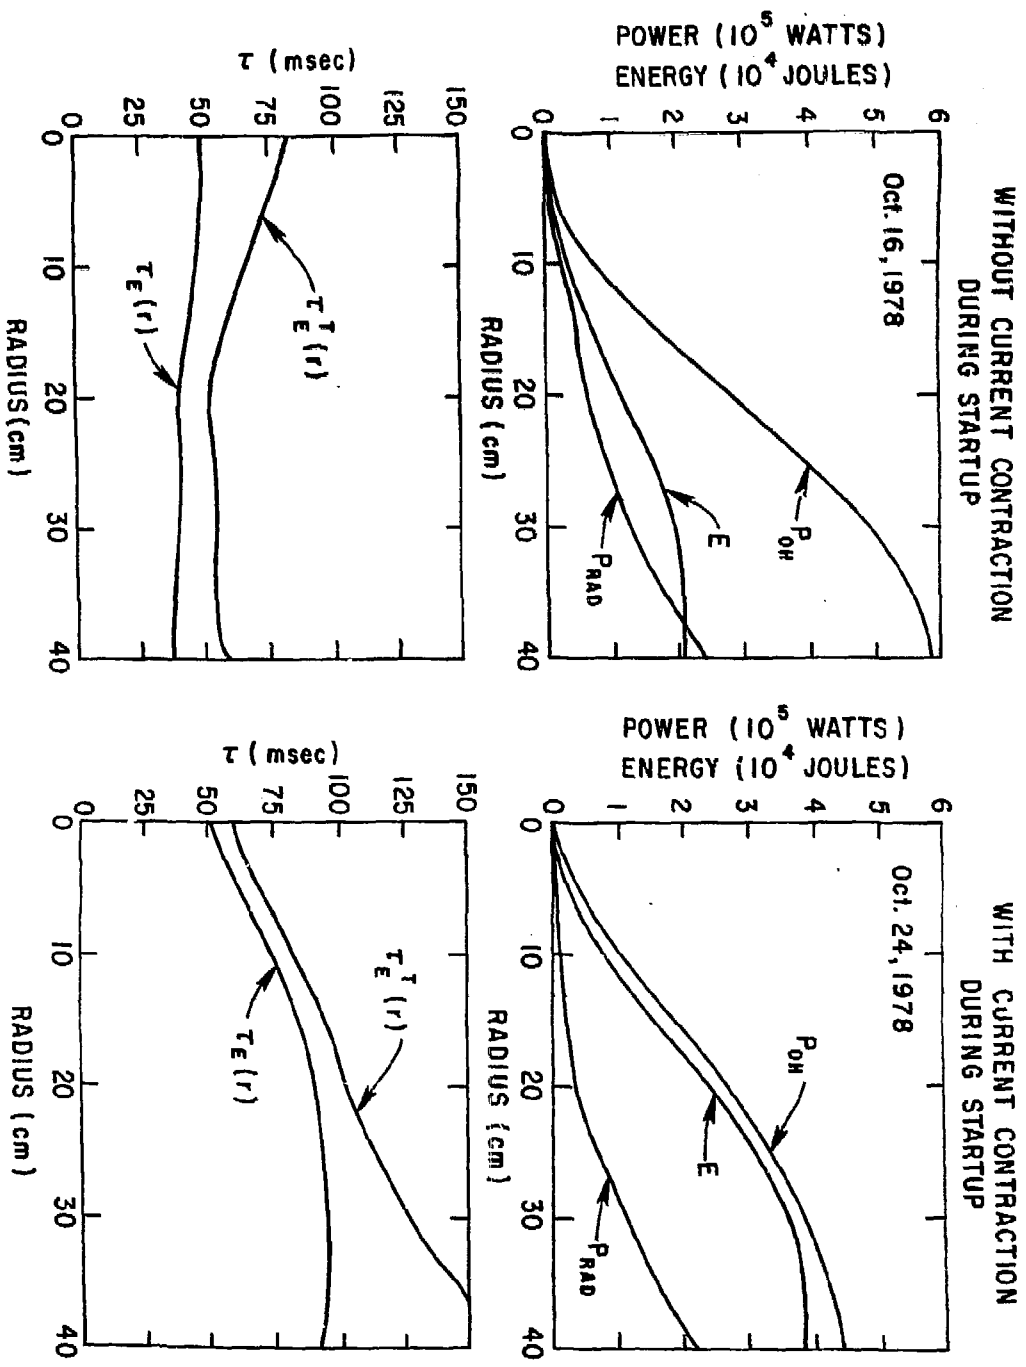 WITHOUT CURRENT CONTRACTION
DURING STARTUP
Oct. 16, 1978
POWER (10^5 WATTS)
ENERGY (10^4 JOULES)
6
5
4
3
2
1
0
P_OH
E
P_RAD
0 10 20 30 40
RADIUS (cm)
τ (msec)
150
125
100
75
50
25
0
τ_E^T(r)
τ_E(r)
0 10 20 30 40
RADIUS (cm)
WITH CURRENT CONTRACTION
DURING STARTUP
Oct. 24, 1978
POWER (10^5 WATTS)
ENERGY (10^4 JOULES)
6
5
4
3
2
1
0
P_OH
E
P_RAD
0 10 20 30 40
RADIUS (cm)
τ (msec)
150
125
100
75
50
25
0
τ_E^T(r)
τ_E(r)
0 10 20 30 40
RADIUS (cm)